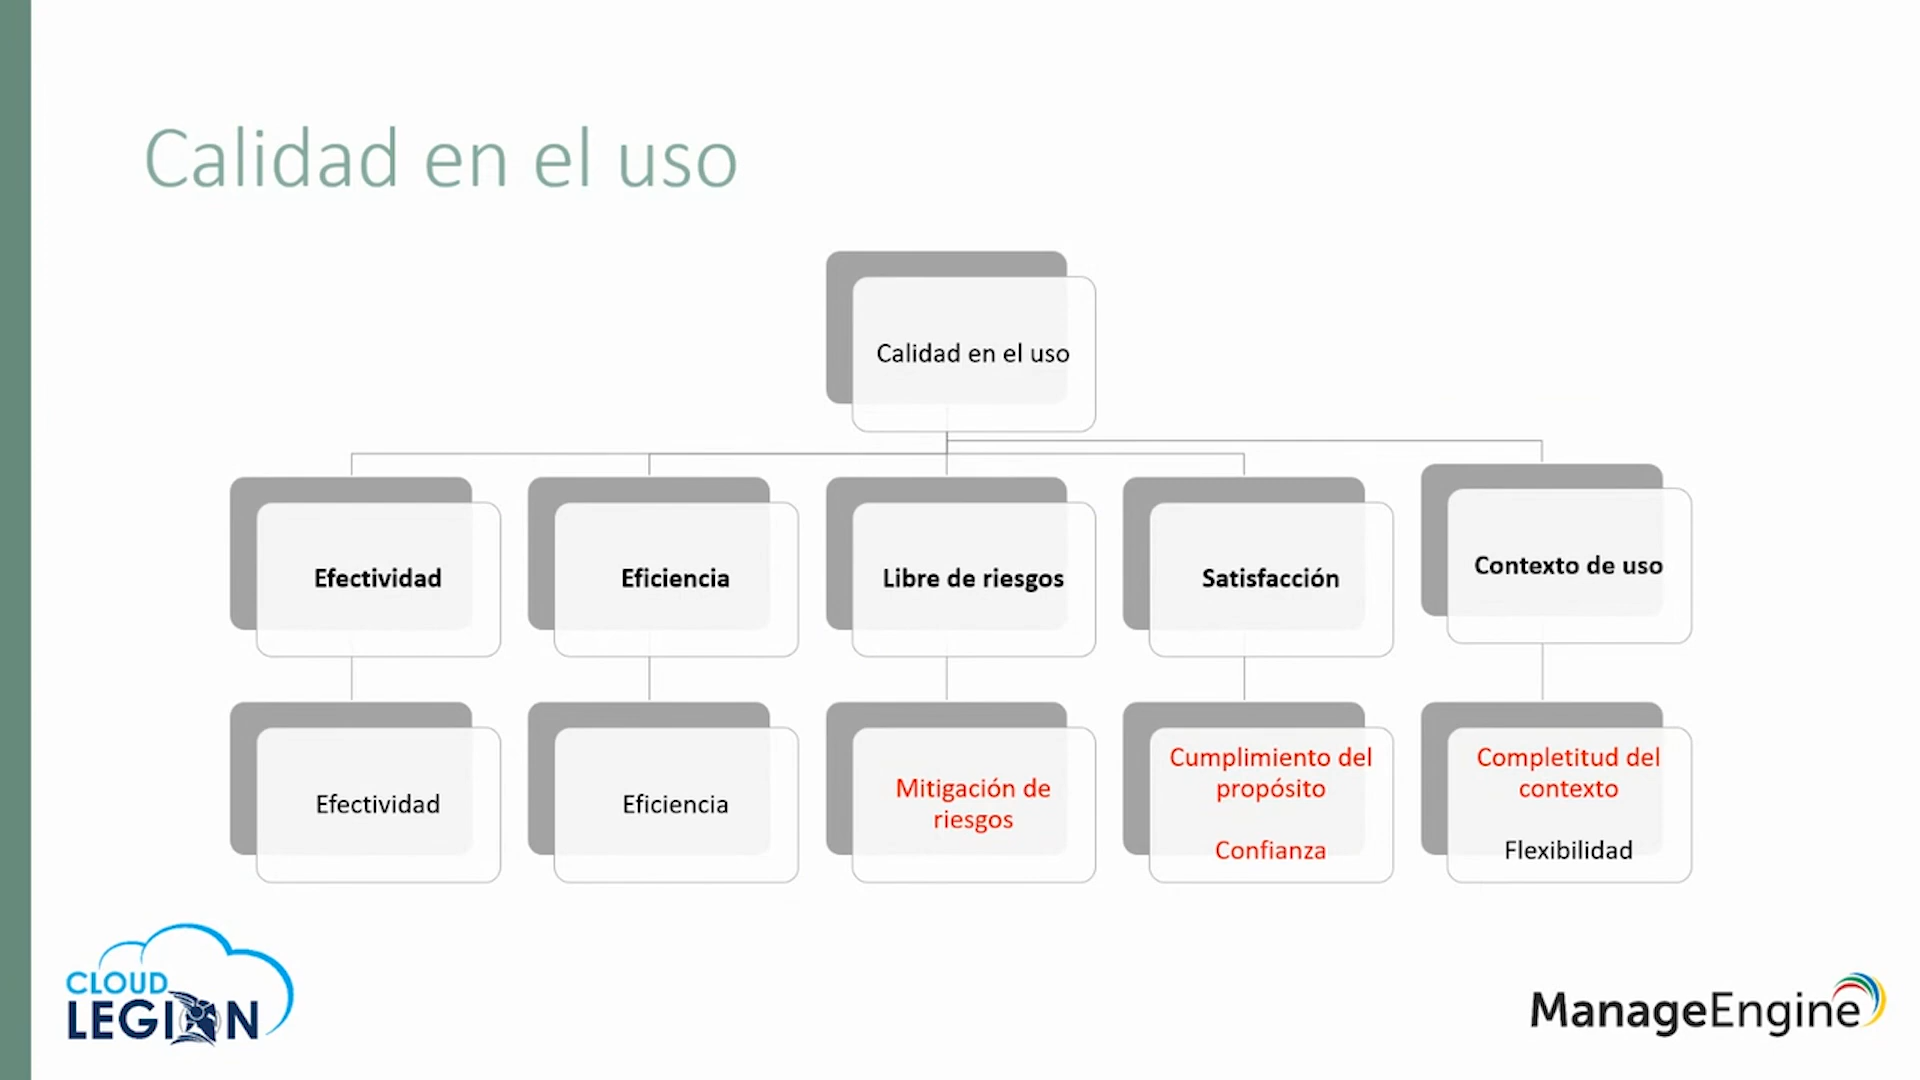 Calidad en el uso
Calidad en el uso
Efectividad
Eficiencia
Libre de riesgos
Satisfacción
Contexto de uso
Efectividad
Eficiencia
Mitigación de
riesgos
Cumplimiento del
propósito
Confianza
Completitud del
contexto
Flexibilidad
CLOUD
LEGION
ManageEngine